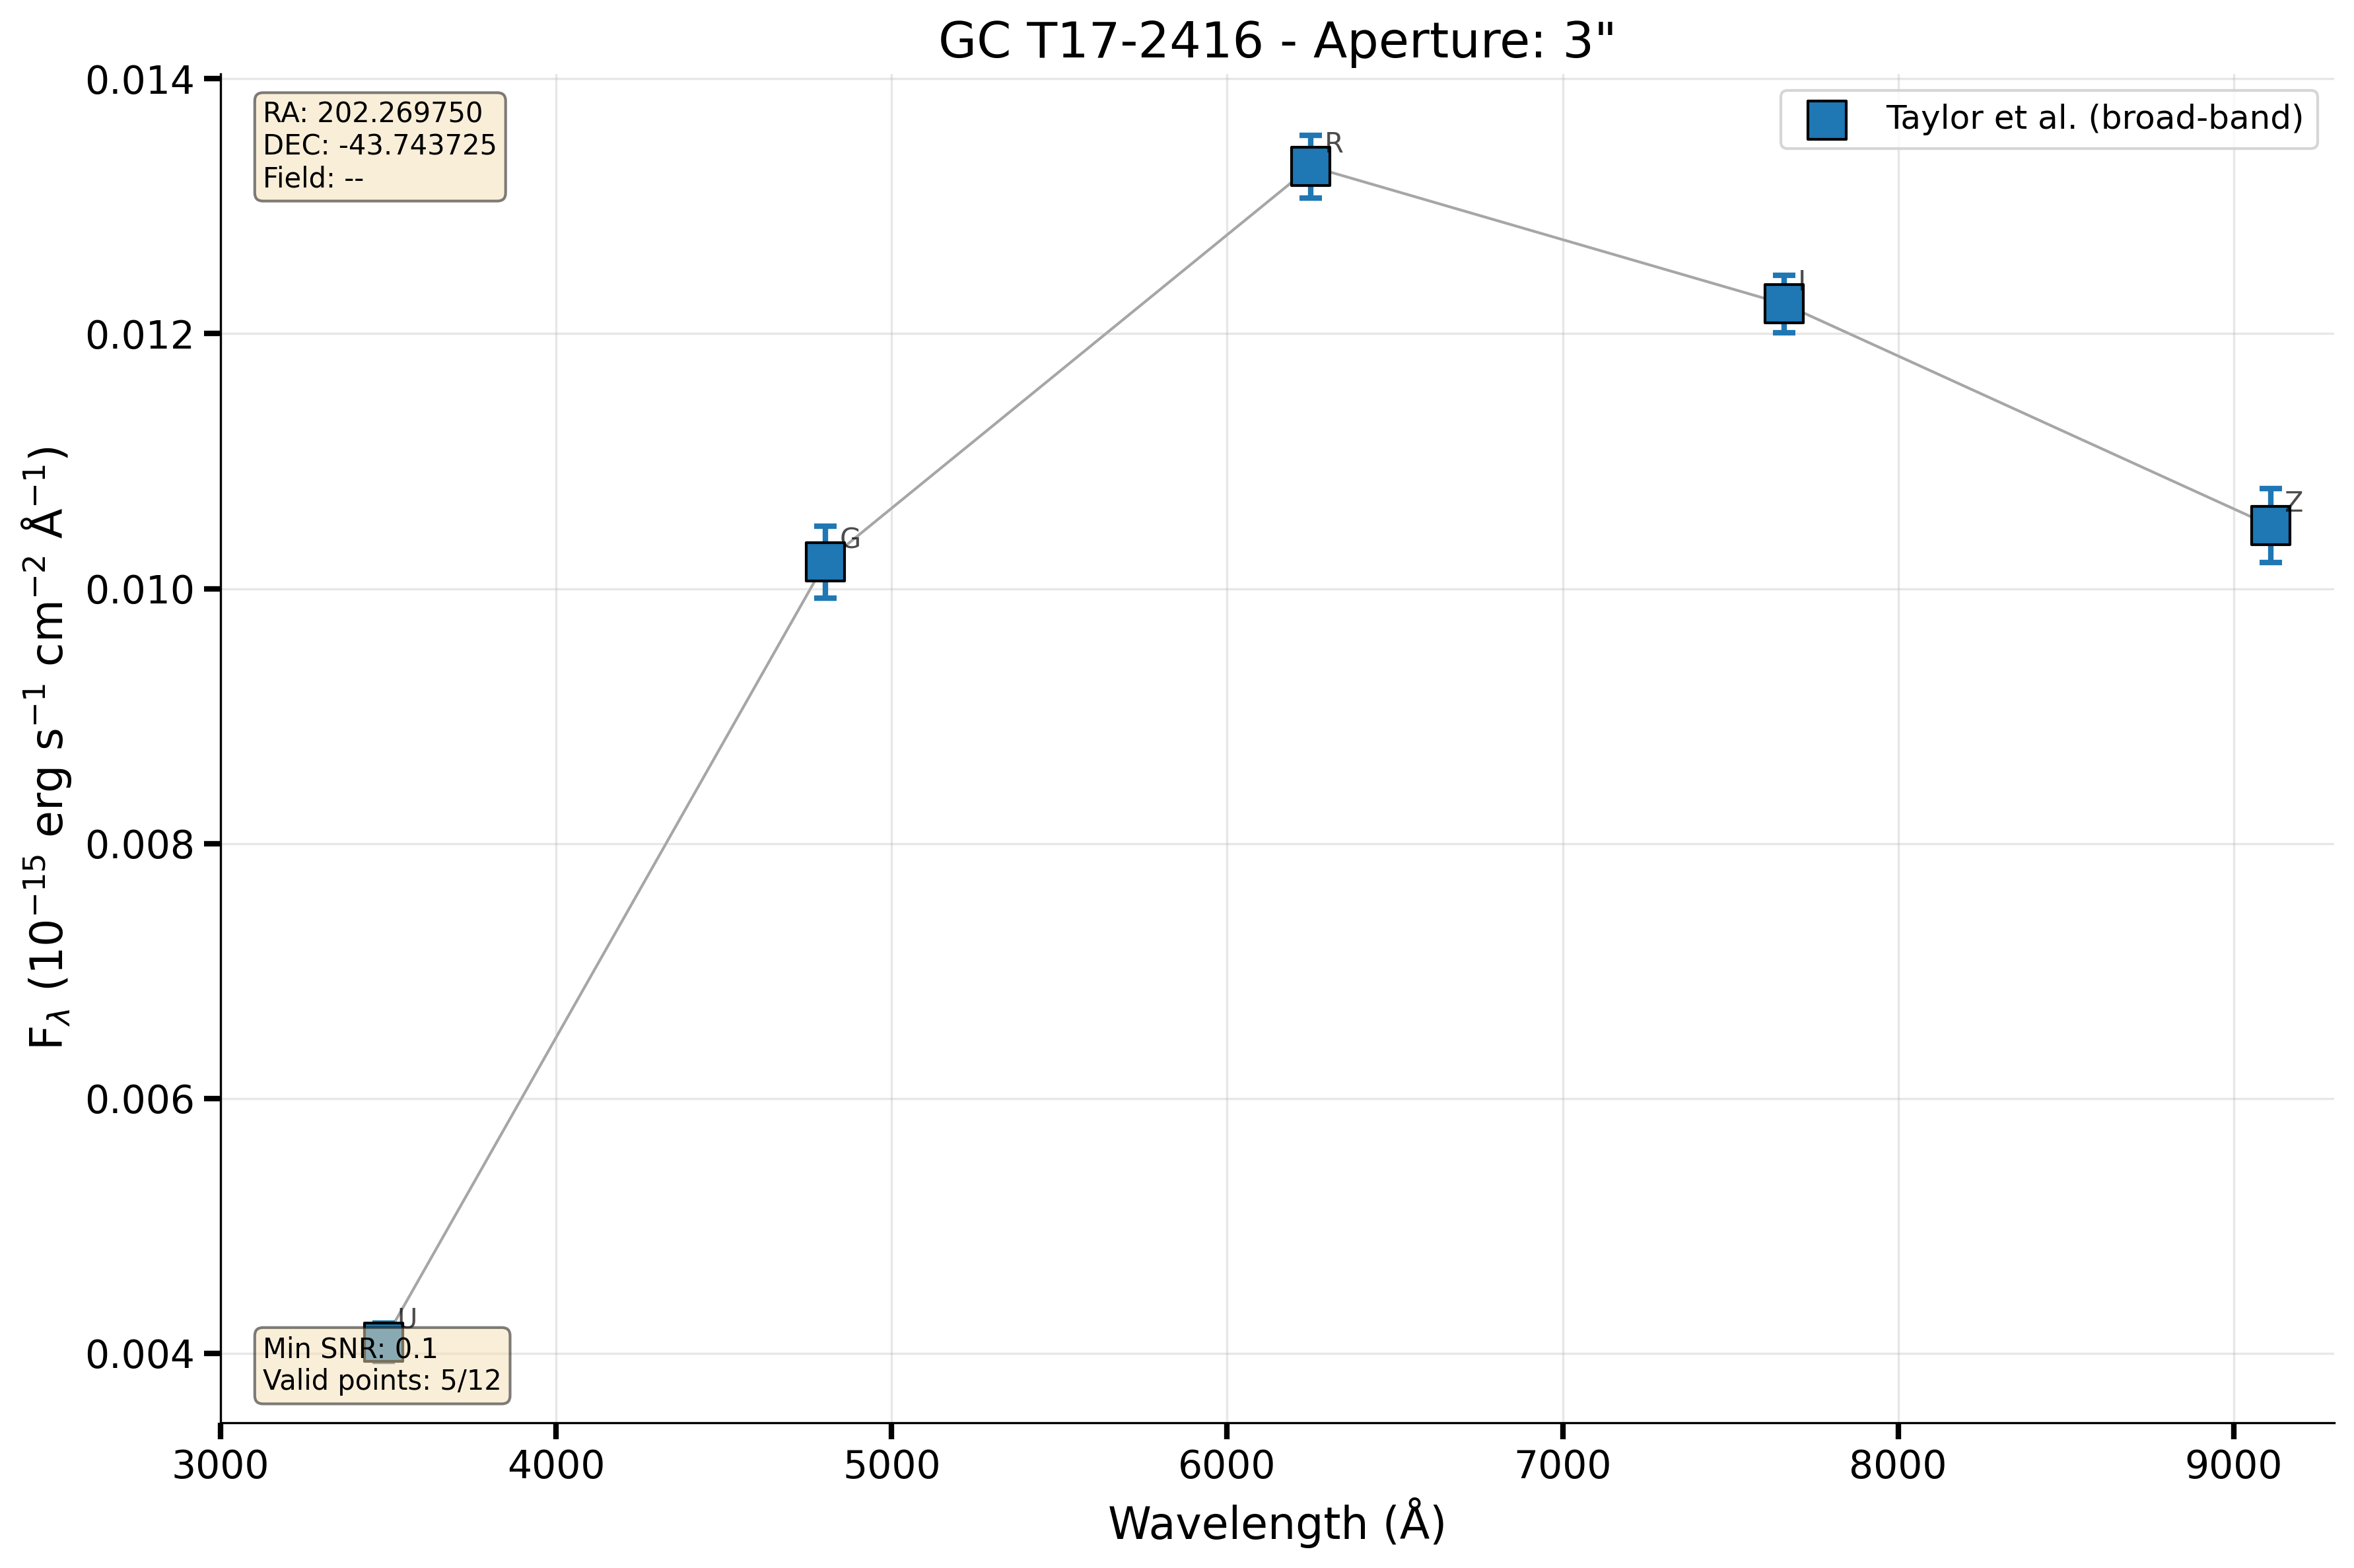 GC T17-2416 - Aperture: 3"
RA: 202.269750
DEC: -43.743725
Field: --
Taylor et al. (broad-band)
R
I
G
Z
U
Min SNR: 0.1
Valid points: 5/12
0.014
0.012
0.010
0.008
0.006
0.004
F_λ (10⁻¹⁵ erg s⁻¹ cm⁻² Å⁻¹)
3000 4000 5000 6000 7000 8000 9000
Wavelength (Å)